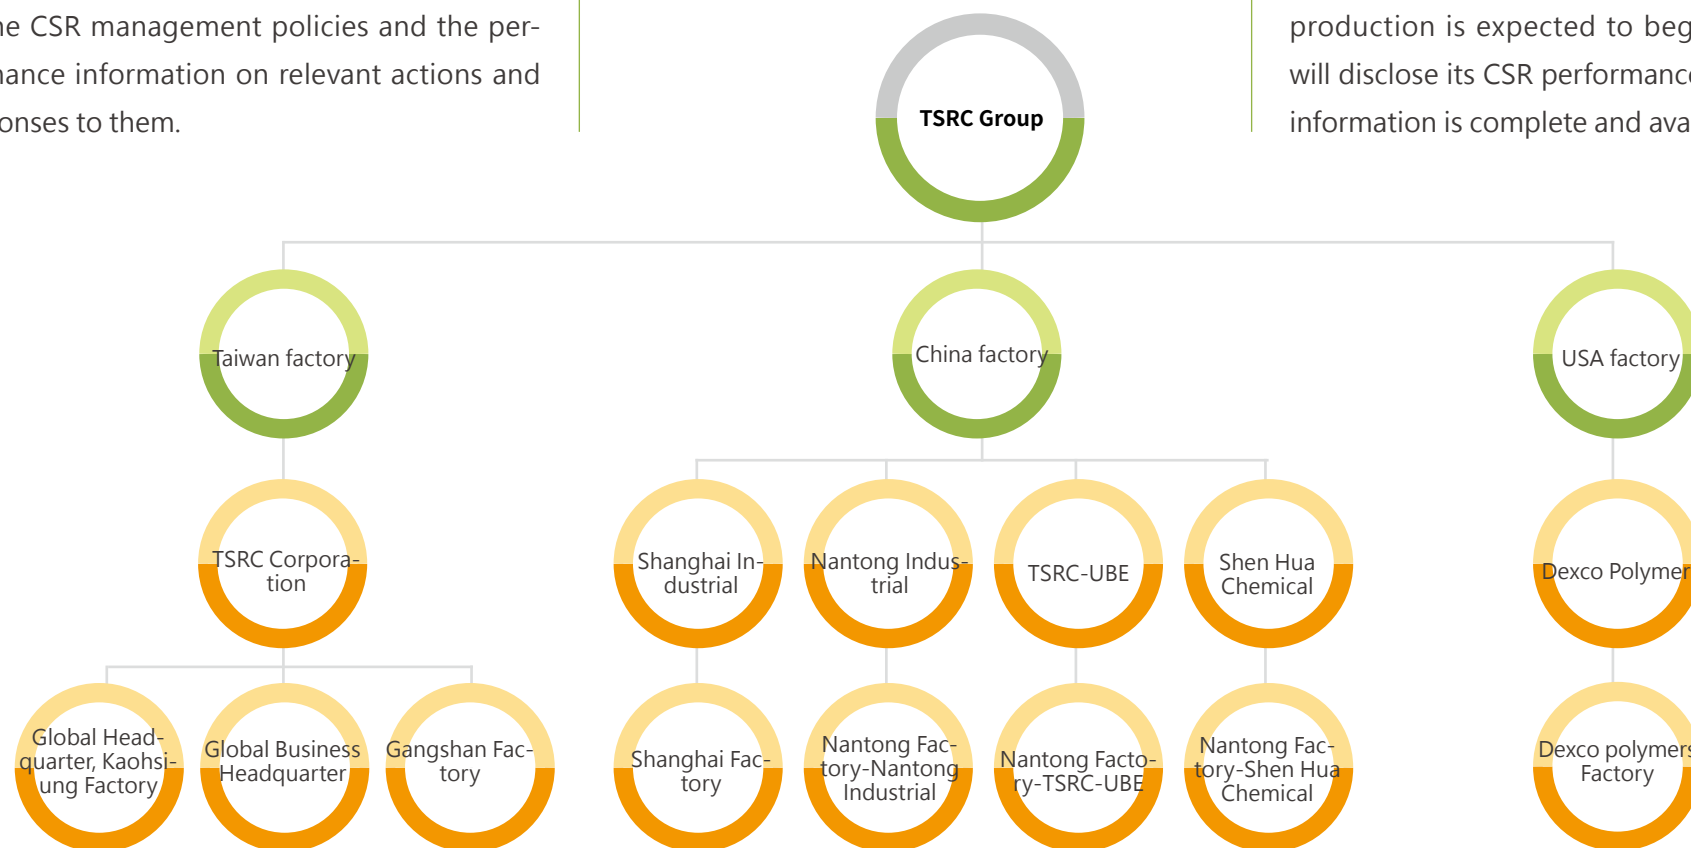 he CSR management policies and the per-
mance information on relevant actions and
onses to them.
production is expected to beg
will disclose its CSR performance
information is complete and ava
TSRC Group
Taiwan factory
China factory
USA factory
TSRC Corpora-
tion
Shanghai In-
dustrial
Nantong Indus-
trial
TSRC-UBE
Shen Hua
Chemical
Dexco Polymer
Global Head-
quarter, Kaohsi-
ung Factory
Global Business
Headquarter
Gangshan Fac-
tory
Shanghai Fac-
tory
Nantong Fac-
tory-Nantong
Industrial
Nantong Facto-
ry-TSRC-UBE
Nantong Fac-
tory-Shen Hua
Chemical
Dexco polymers
Factory